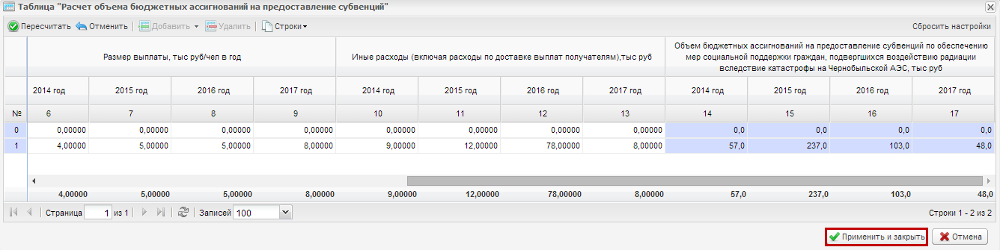 Таблица "Расчет объема бюджетных ассигнований на предоставление субвенций"
Пересчитать Отменить Добавить Удалить Строки Сбросить настройки
Размер выплаты, тыс руб/чел в год Иные расходы (включая расходы по доставке выплат получателям),тыс руб Объем бюджетных ассигнований на предоставление субвенций по обеспечению
мер социальной поддержки граждан, подвергшихся воздействию радиации
вследствие катастрофы на Чернобыльской АЭС, тыс руб
2014 год 2015 год 2016 год 2017 год 2014 год 2015 год 2016 год 2017 год 2014 год 2015 год 2016 год 2017 год
№ 6 7 8 9 10 11 12 13 14 15 16 17
0 0,00000 0,00000 0,00000 0,00000 0,00000 0,00000 0,00000 0,00000 0,0 0,0 0,0 0,0
1 4,00000 5,00000 5,00000 8,00000 9,00000 12,00000 78,00000 8,00000 57,0 237,0 103,0 48,0
4,00000 5,00000 5,00000 8,00000 9,00000 12,00000 78,00000 8,00000 57,0 237,0 103,0 48,0
Страница 1 из 1 Записей 100 Строки 1 - 2 из 2
Применить и закрыть Отмена